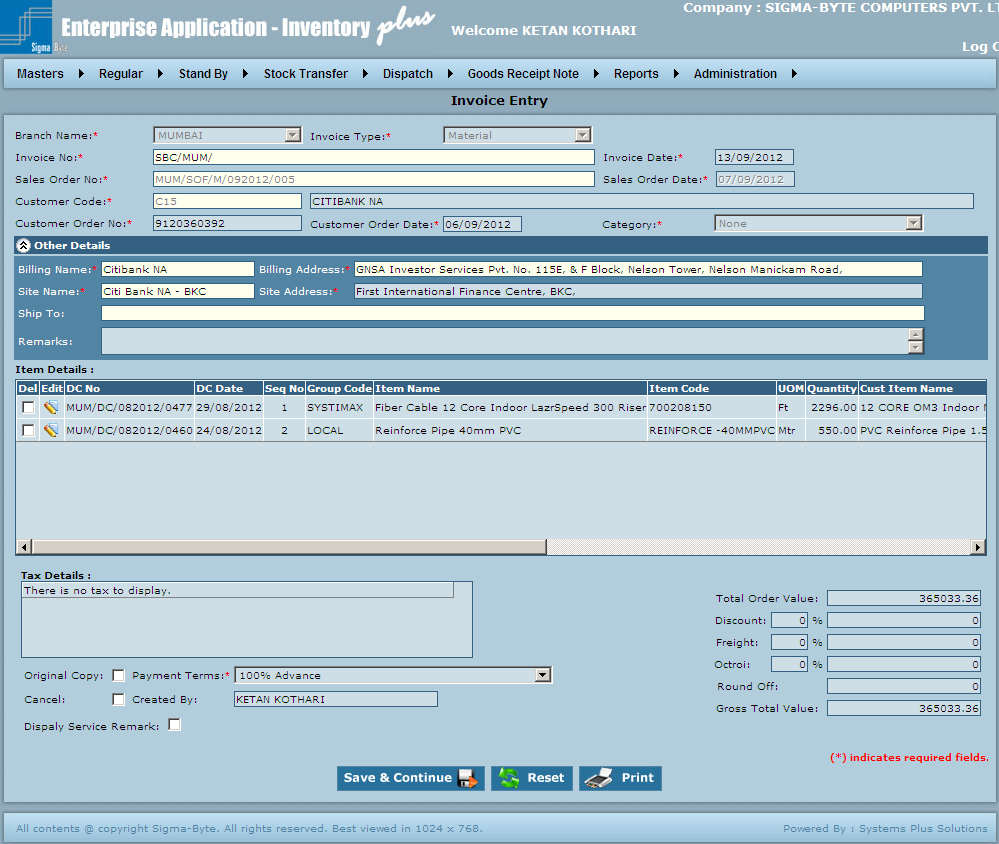 Company : SIGMA-BYTE COMPUTERS PVT.
Enterprise Application - Inventory plus
Welcome KETAN KOTHARI
Sigma Byte
Log
Masters Regular Stand By Stock Transfer Dispatch Goods Receipt Note Reports Administration
Invoice Entry
Branch Name:* MUMBAI Invoice Type:* Material
Invoice No:* SBC/MUM/ Invoice Date:* 13/09/2012
Sales Order No:* MUM/SOF/M/092012/005 Sales Order Date:* 07/09/2012
Customer Code:* C15 CITIBANK NA
Customer Order No:* 9120360392 Customer Order Date:* 06/09/2012 Category:* None
Other Details
Billing Name:* Citibank NA Billing Address:* GNSA Investor Services Pvt. No. 115E, & F Block, Nelson Tower, Nelson Manickam Road,
Site Name:* Citi Bank NA - BKC Site Address:* First International Finance Centre, BKC,
Ship To:
Remarks:
Item Details :
Del Edit DC No DC Date Seq No Group Code Item Name Item Code UOM Quantity Cust Item Name
MUM/DC/082012/0477 29/08/2012 1 SYSTIMAX Fiber Cable 12 Core Indoor LazrSpeed 300 Riser 700208150 Ft 2296.00 12 CORE OM3 Indoor
MUM/DC/082012/0460 24/08/2012 2 LOCAL Reinforce Pipe 40mm PVC REINFORCE -40MMPVC Mtr 550.00 PVC Reinforce Pipe 1.5
Tax Details :
There is no tax to display.
Total Order Value: 365033.36
Discount: 0 % 0
Freight: 0 % 0
Octroi: 0 % 0
Round Off: 0
Gross Total Value: 365033.36
Original Copy: Payment Terms:* 100% Advance
Cancel: Created By: KETAN KOTHARI
Dispaly Service Remark:
(*) indicates required fields.
Save & Continue Reset Print
All contents @ copyright Sigma-Byte. All rights reserved. Best viewed in 1024 x 768.
Powered By : Systems Plus Solutions